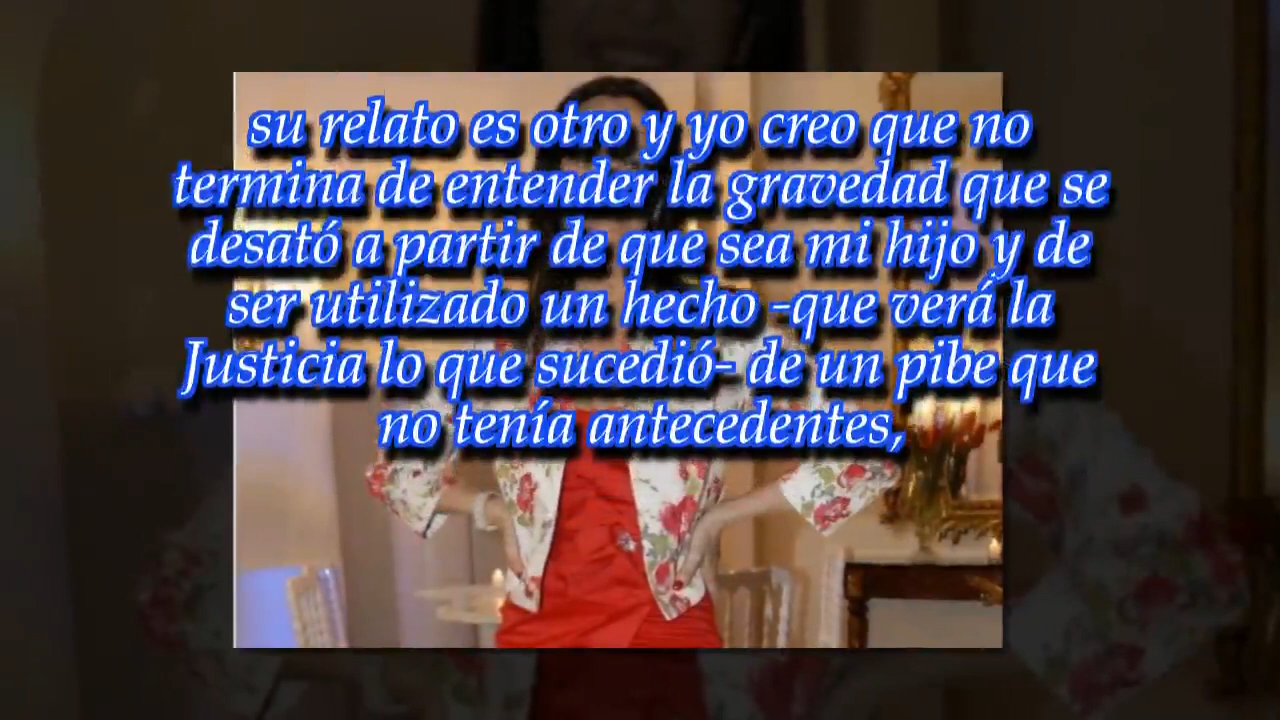 su relato es otro y yo creo que no
termina de entender la gravedad que se
desató a partir de que sea mi hijo y de
ser utilizado un hecho -que verá la
Justicia lo que sucedió- de un pibe que
no tenía antecedentes,